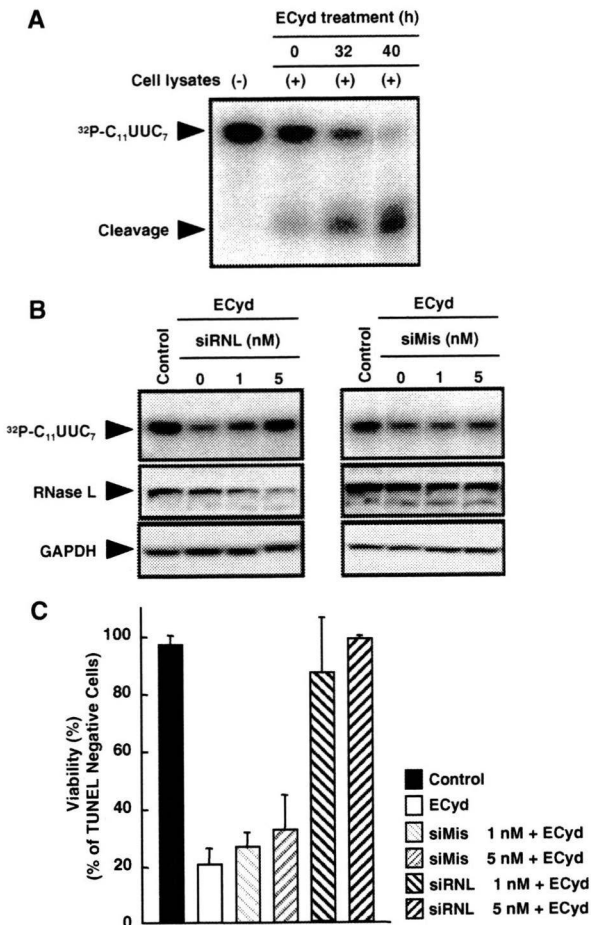 A
ECyd treatment (h)
0 32 40
Cell lysates (-) (+) (+) (+)
³²P-C₁₁UUC₇
Cleavage
B
ECyd ECyd
Control siRNL (nM) Control siMis (nM)
0 1 5 0 1 5
³²P-C₁₁UUC₇
RNase L
GAPDH
C
Viability (%)
(% of TUNEL Negative Cells)
100
80
60
40
20
0
Control
ECyd
siMis 1 nM + ECyd
siMis 5 nM + ECyd
siRNL 1 nM + ECyd
siRNL 5 nM + ECyd